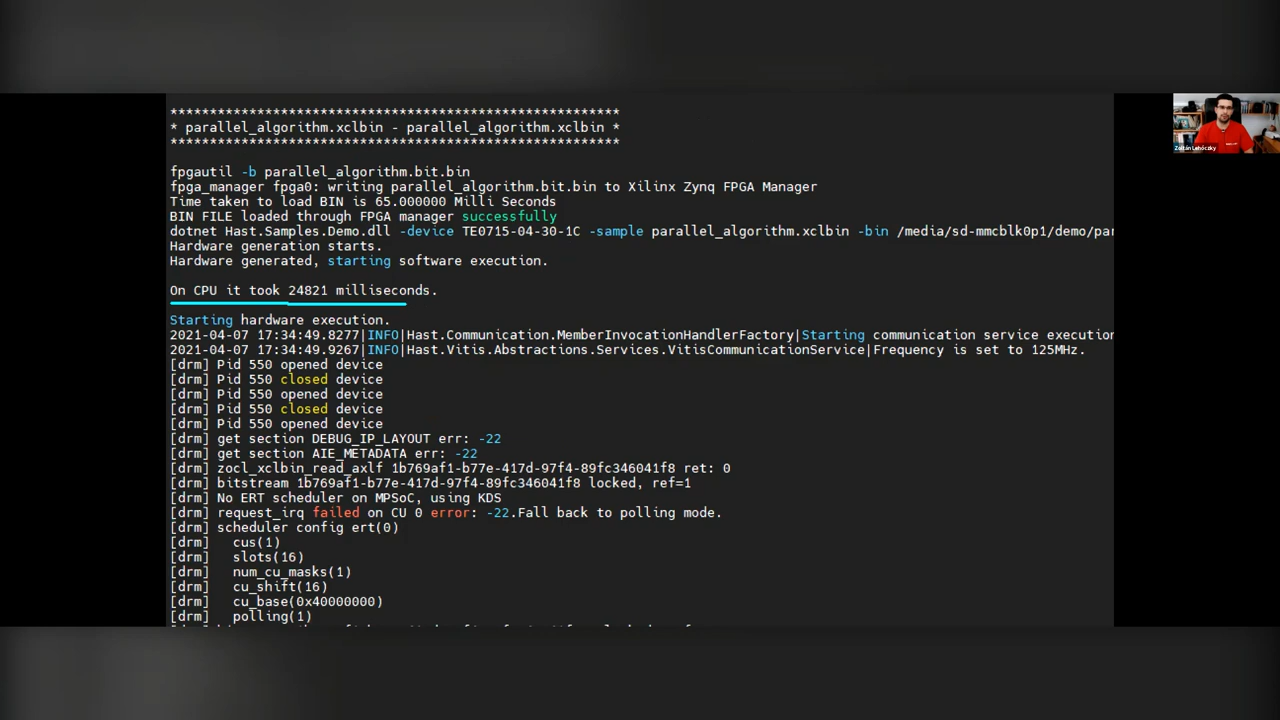 ************************************************************
* parallel_algorithm.xclbin - parallel_algorithm.xclbin *
************************************************************
fpgautil -b parallel_algorithm.bit.bin
fpga_manager fpga0: writing parallel_algorithm.bit.bin to Xilinx Zynq FPGA Manager
Time taken to load BIN is 65.000000 Milli Seconds
BIN FILE loaded through FPGA manager successfully
dotnet Hast.Samples.Demo.dll -device TE0715-04-30-1C -sample parallel_algorithm.xclbin -bin /media/sd-mmcblk0p1/demo/par
Hardware generation starts.
Hardware generated, starting software execution.
On CPU it took 24821 milliseconds.
Starting hardware execution.
2021-04-07 17:34:49.8277|INFO|Hast.Communication.MemberInvocationHandlerFactory|Starting communication service execution
2021-04-07 17:34:49.9267|INFO|Hast.Vitis.Abstractions.Services.VitisCommunicationService|Frequency is set to 125MHz.
[drm] Pid 550 opened device
[drm] Pid 550 closed device
[drm] Pid 550 opened device
[drm] Pid 550 closed device
[drm] Pid 550 opened device
[drm] get section DEBUG_IP_LAYOUT err: -22
[drm] get section AIE_METADATA err: -22
[drm] zocl_xclbin_read_axlf 1b769af1-b77e-417d-97f4-89fc346041f8 ret: 0
[drm] bitstream 1b769af1-b77e-417d-97f4-89fc346041f8 locked, ref=1
[drm] No ERT scheduler on MPSoC, using KDS
[drm] request_irq failed on CU 0 error: -22.Fall back to polling mode.
[drm] scheduler config ert(0)
[drm] cus(1)
[drm] slots(16)
[drm] num_cu_masks(1)
[drm] cu_shift(16)
[drm] cu_base(0x40000000)
[drm] polling(1)
Zoltán Lehóczky